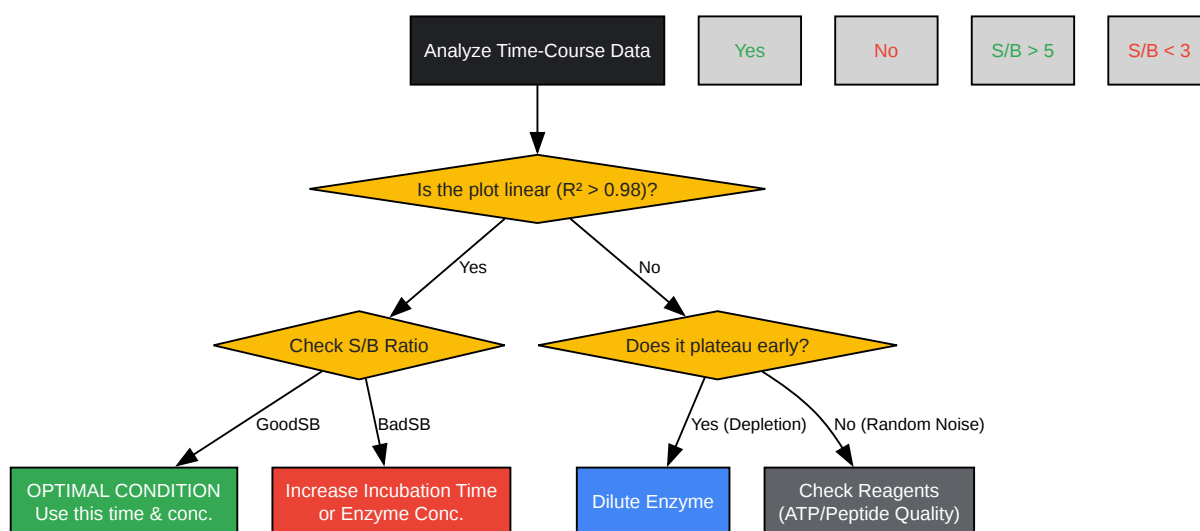 Analyze Time-Course Data
Yes
No
S/B > 5
S/B < 3
Is the plot linear (R² > 0.98)?
Yes
No
Check S/B Ratio
Does it plateau early?
GoodSB
BadSB
Yes (Depletion)
No (Random Noise)
OPTIMAL CONDITION
Use this time & conc.
Increase Incubation Time
or Enzyme Conc.
Dilute Enzyme
Check Reagents
(ATP/Peptide Quality)